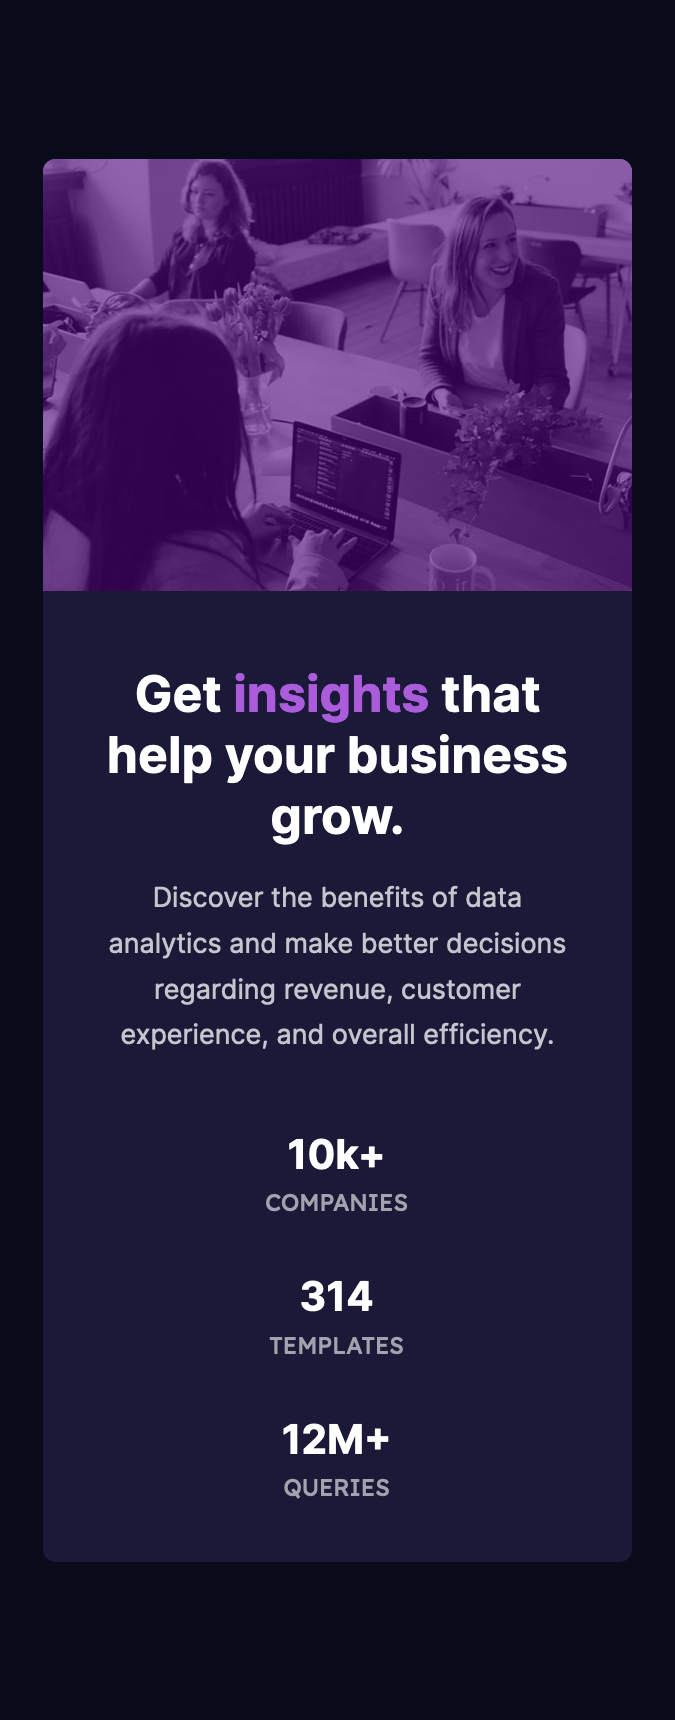 Get insights that
help your business
grow.
Discover the benefits of data
analytics and make better decisions
regarding revenue, customer
experience, and overall efficiency.
10k+
COMPANIES
314
TEMPLATES
12M+
QUERIES